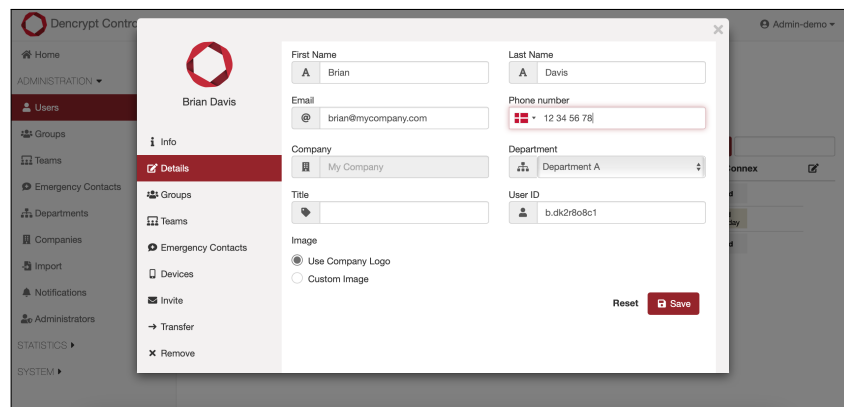 Dencrypt Contro
Admin-demo
Home
ADMINISTRATION
Users
Groups
Teams
Emergency Contacts
Departments
Companies
Import
Notifications
Administrators
STATISTICS
SYSTEM
×
Brian Davis
Info
Details
Groups
Teams
Emergency Contacts
Devices
Invite
Transfer
Remove
First Name
A Brian
Last Name
A Davis
Email
@ brian@mycompany.com
Phone number
12 34 56 78
Company
My Company
Department
Department A
Title
User ID
b.dk2r8o8c1
Image
Use Company Logo
Custom Image
Reset Save
Connex
d
day
d